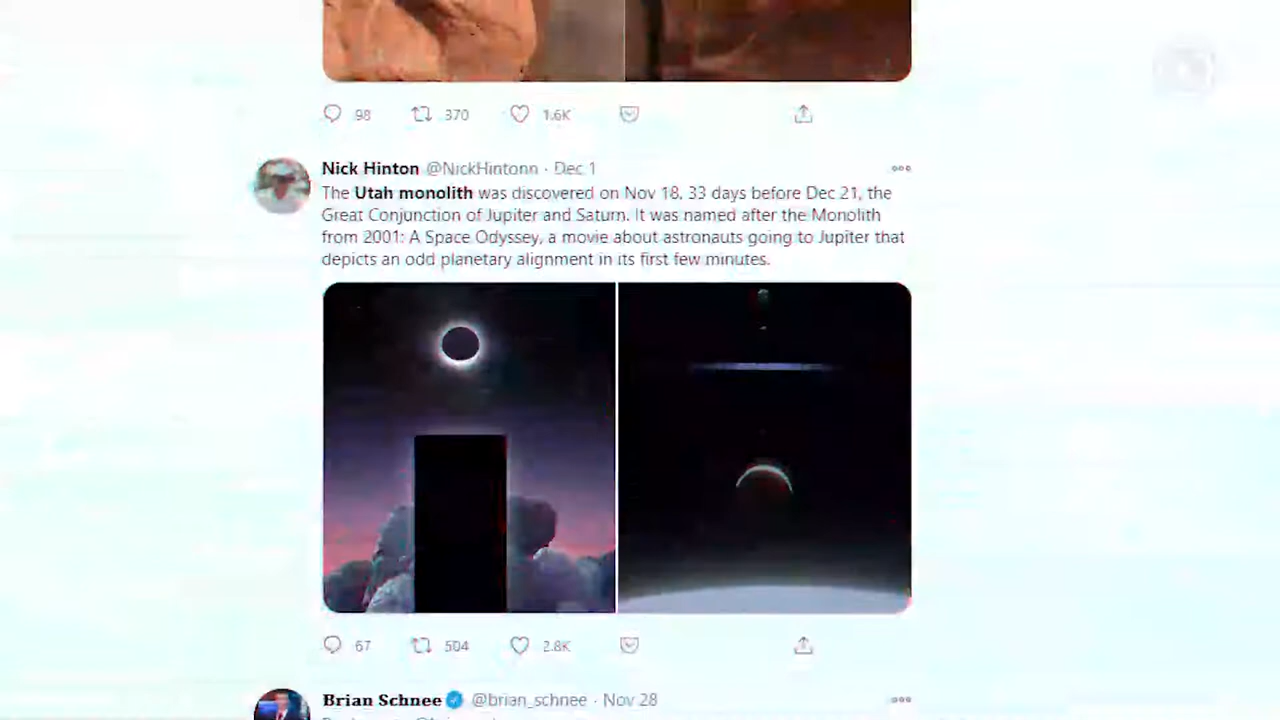 98 370 1.6K
Nick Hinton @NickHintonn · Dec 1
The Utah monolith was discovered on Nov 18, 33 days before Dec 21, the
Great Conjunction of Jupiter and Saturn. It was named after the Monolith
from 2001: A Space Odyssey, a movie about astronauts going to Jupiter that
depicts an odd planetary alignment in its first few minutes.
67 504 2.8K
Brian Schnee @brian_schnee · Nov 28